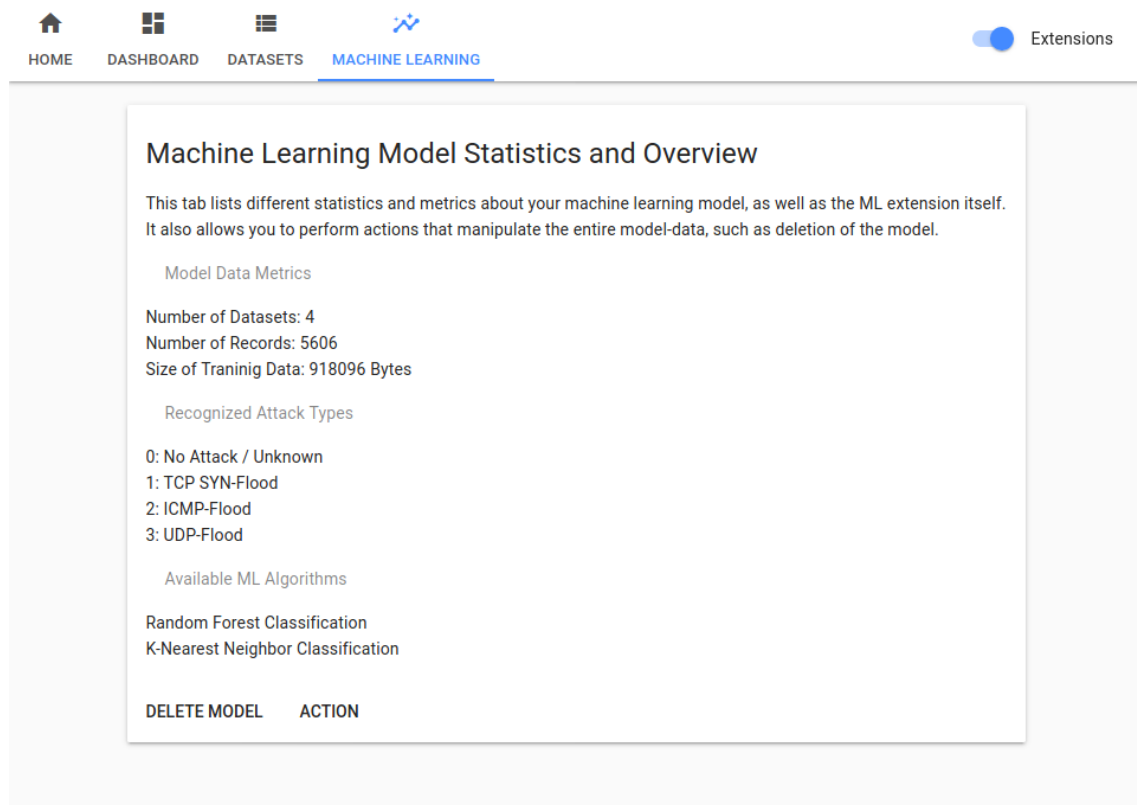 HOME
DASHBOARD
DATASETS
MACHINE LEARNING
Extensions
Machine Learning Model Statistics and Overview
This tab lists different statistics and metrics about your machine learning model, as well as the ML extension itself.
It also allows you to perform actions that manipulate the entire model-data, such as deletion of the model.
Model Data Metrics
Number of Datasets: 4
Number of Records: 5606
Size of Traninig Data: 918096 Bytes
Recognized Attack Types
0: No Attack / Unknown
1: TCP SYN-Flood
2: ICMP-Flood
3: UDP-Flood
Available ML Algorithms
Random Forest Classification
K-Nearest Neighbor Classification
DELETE MODEL
ACTION